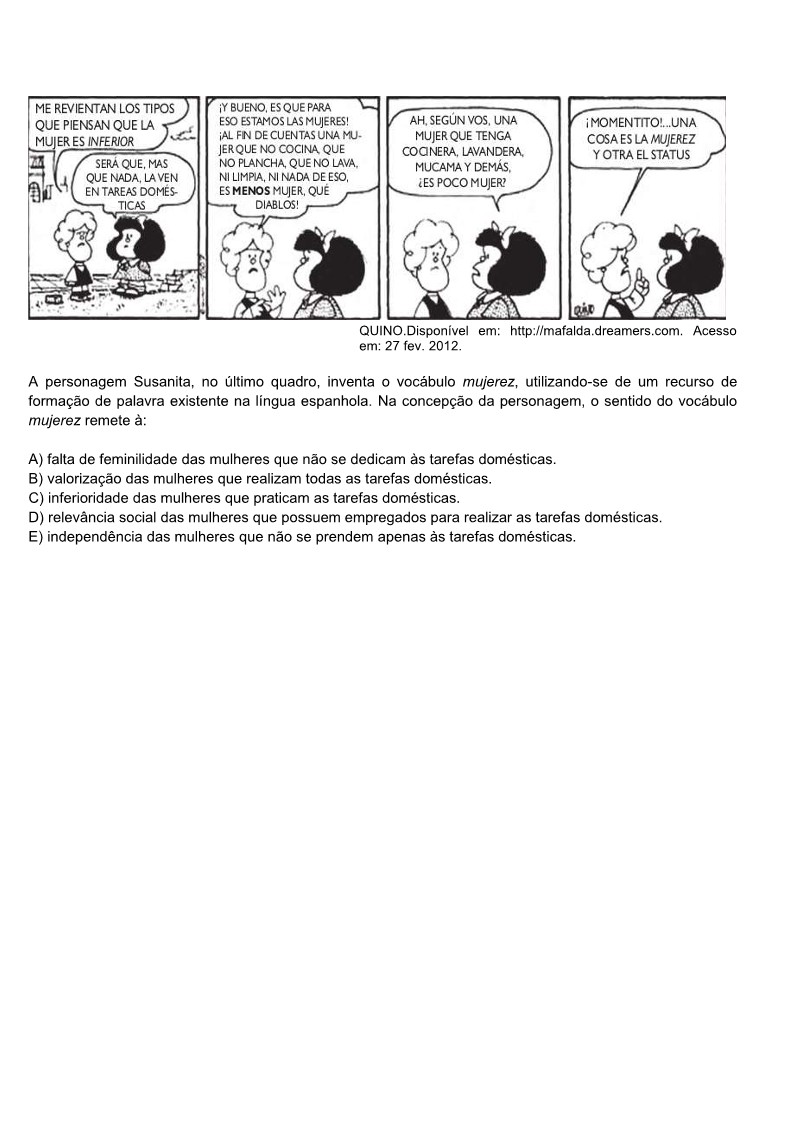 ME REVIENTAN LOS TIPOS
QUE PIENSAN QUE LA
MUJER ES INFERIOR
SERÁ QUE, MAS
QUE NADA, LA VEN
EN TAREAS DOMÉS-
TICAS
¡Y BUENO, ES QUE PARA
ESO ESTAMOS LAS MUJERES!
¡AL FIN DE CUENTAS UNA MU-
JER QUE NO COCINA, QUE
NO PLANCHA, QUE NO LAVA,
NI LIMPIA, NI NADA DE ESO,
ES MENOS MUJER, QUÉ
DIABLOS!
AH, SEGÚN VOS, UNA
MUJER QUE TENGA
COCINERA, LAVANDERA,
MUCAMA Y DEMÁS,
¿ES POCO MUJER?
¡MOMENTITO!...UNA
COSA ES LA MUJEREZ
Y OTRA EL STATUS
QUINO
QUINO.Disponível em: http://mafalda.dreamers.com. Acesso
em: 27 fev. 2012.
A personagem Susanita, no último quadro, inventa o vocábulo mujerez, utilizando-se de um recurso de
formação de palavra existente na língua espanhola. Na concepção da personagem, o sentido do vocábulo
mujerez remete à:
A) falta de feminilidade das mulheres que não se dedicam às tarefas domésticas.
B) valorização das mulheres que realizam todas as tarefas domésticas.
C) inferioridade das mulheres que praticam as tarefas domésticas.
D) relevância social das mulheres que possuem empregados para realizar as tarefas domésticas.
E) independência das mulheres que não se prendem apenas às tarefas domésticas.